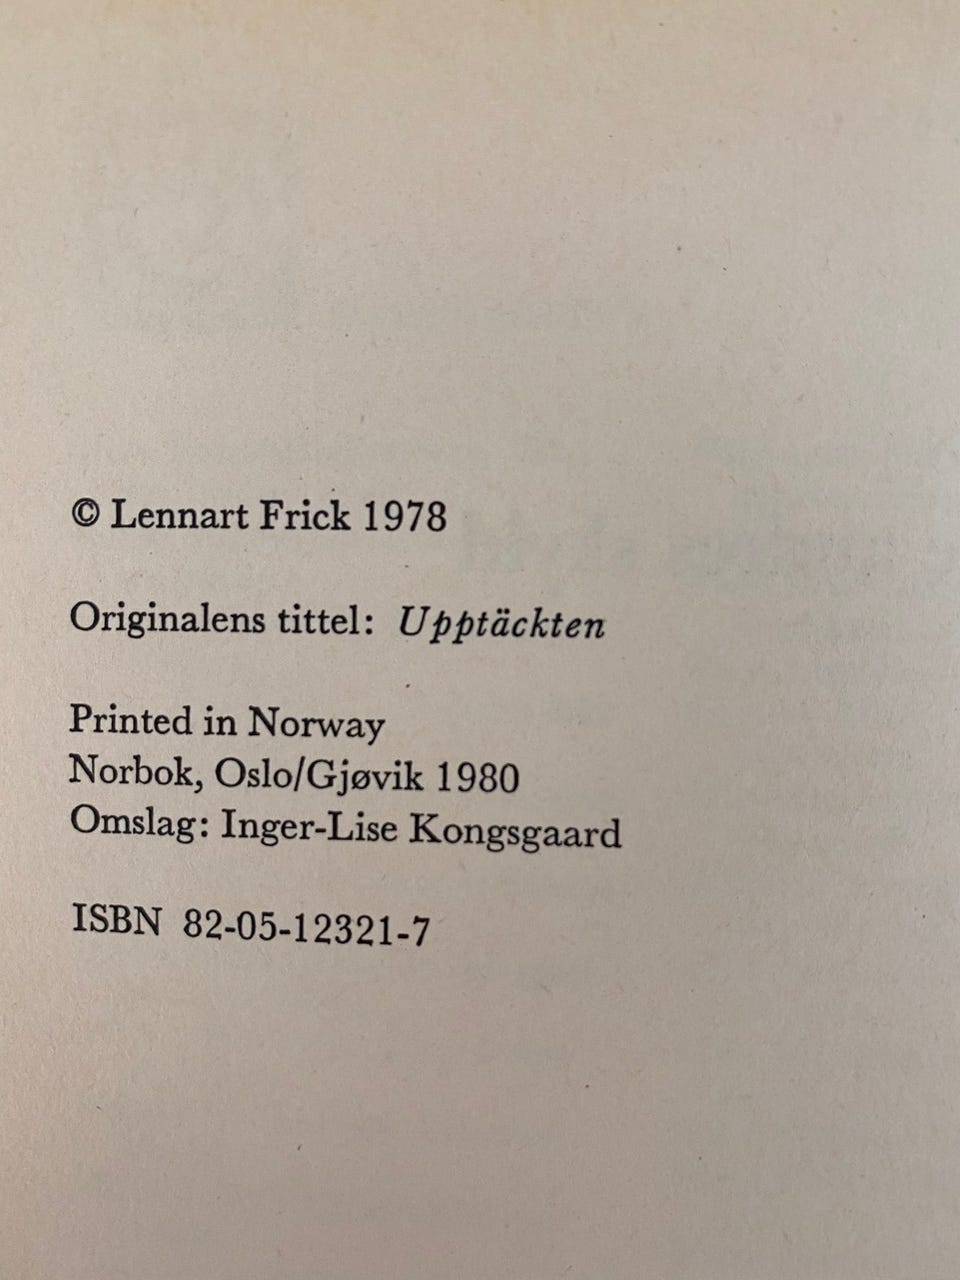 © Lennart Frick 1978
Originalens tittel: Upptäckten
Printed in Norway
Norbok, Oslo/Gjøvik 1980
Omslag: Inger-Lise Kongsgaard
ISBN 82-05-12321-7